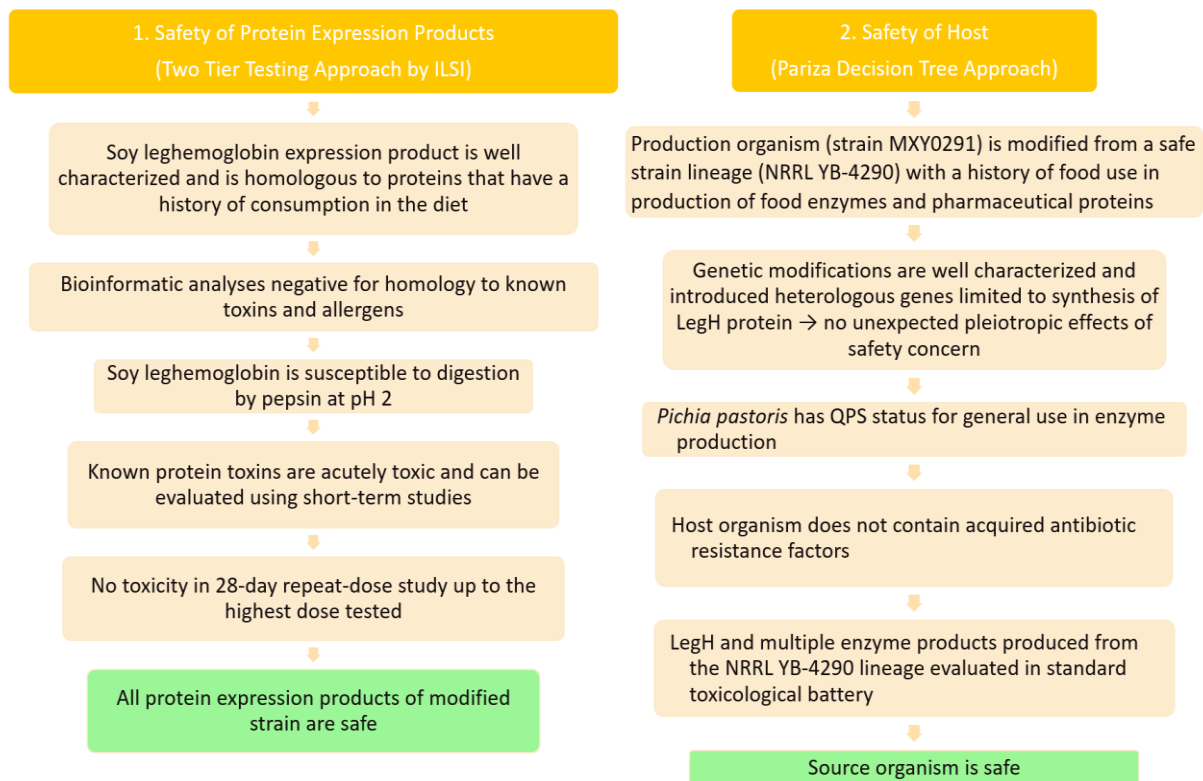 1. Safety of Protein Expression Products
(Two Tier Testing Approach by ILSI)
Soy leghemoglobin expression product is well
characterized and is homologous to proteins that have a
history of consumption in the diet
Bioinformatic analyses negative for homology to known
toxins and allergens
Soy leghemoglobin is susceptible to digestion
by pepsin at pH 2
Known protein toxins are acutely toxic and can be
evaluated using short-term studies
No toxicity in 28-day repeat-dose study up to the
highest dose tested
All protein expression products of modified
strain are safe
2. Safety of Host
(Pariza Decision Tree Approach)
Production organism (strain MXY0291) is modified from a safe
strain lineage (NRRL YB-4290) with a history of food use in
production of food enzymes and pharmaceutical proteins
Genetic modifications are well characterized and
introduced heterologous genes limited to synthesis of
LegH protein → no unexpected pleiotropic effects of
safety concern
Pichia pastoris has QPS status for general use in enzyme
production
Host organism does not contain acquired antibiotic
resistance factors
LegH and multiple enzyme products produced from
the NRRL YB-4290 lineage evaluated in standard
toxicological battery
Source organism is safe